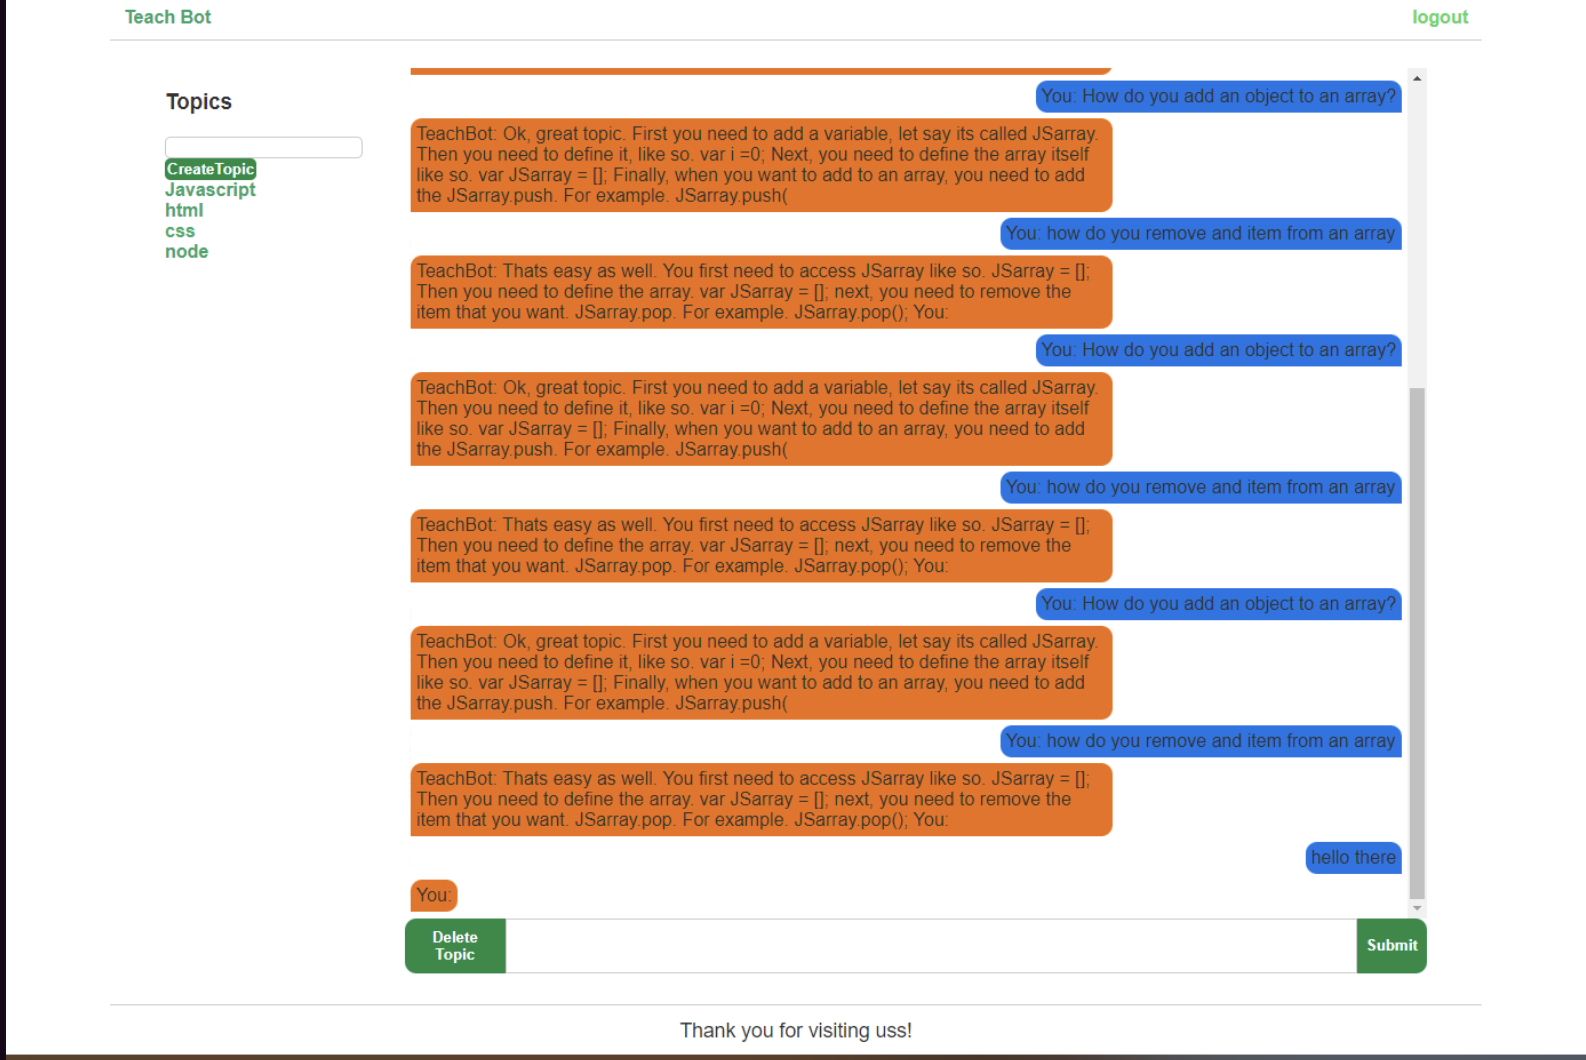 Teach Bot
logout
Topics
CreateTopic
Javascript
html
css
node
You: How do you add an object to an array?
TeachBot: Ok, great topic. First you need to add a variable, let say its called JSarray.
Then you need to define it, like so. var i =0; Next, you need to define the array itself
like so. var JSarray = []; Finally, when you want to add to an array, you need to add
the JSarray.push. For example. JSarray.push(
You: how do you remove and item from an array
TeachBot: Thats easy as well. You first need to access JSarray like so. JSarray = [];
Then you need to define the array. var JSarray = []; next, you need to remove the
item that you want. JSarray.pop. For example. JSarray.pop(); You:
You: How do you add an object to an array?
TeachBot: Ok, great topic. First you need to add a variable, let say its called JSarray.
Then you need to define it, like so. var i =0; Next, you need to define the array itself
like so. var JSarray = []; Finally, when you want to add to an array, you need to add
the JSarray.push. For example. JSarray.push(
You: how do you remove and item from an array
TeachBot: Thats easy as well. You first need to access JSarray like so. JSarray = [];
Then you need to define the array. var JSarray = []; next, you need to remove the
item that you want. JSarray.pop. For example. JSarray.pop(); You:
You: How do you add an object to an array?
TeachBot: Ok, great topic. First you need to add a variable, let say its called JSarray.
Then you need to define it, like so. var i =0; Next, you need to define the array itself
like so. var JSarray = []; Finally, when you want to add to an array, you need to add
the JSarray.push. For example. JSarray.push(
You: how do you remove and item from an array
TeachBot: Thats easy as well. You first need to access JSarray like so. JSarray = [];
Then you need to define the array. var JSarray = []; next, you need to remove the
item that you want. JSarray.pop. For example. JSarray.pop(); You:
hello there
You:
Delete
Topic
Submit
Thank you for visiting uss!